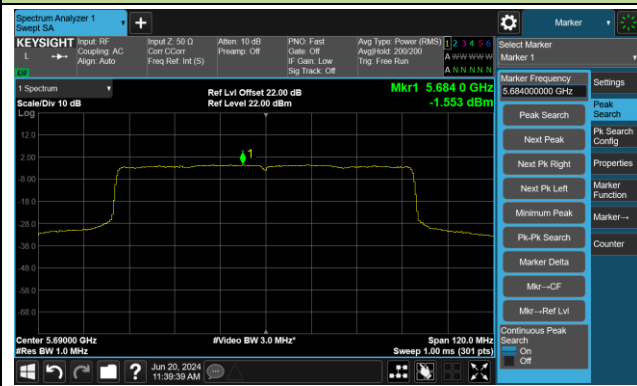 Spectrum Analyzer 1
Swept SA
Marker
KEYSIGHT Input: RF Input Z: 50 Ω Atten: 10 dB PNO: Fast Avg Type: Power (RMS) 1 2 3 4 5 6
L Coupling: AC Corr CCorr Preamp: Off Gate: Off Avg|Hold: 200/200 A W W W W W
Align: Auto Freq Ref: Int (S) IF Gain: Low Trig: Free Run A N N N N N
LXI Sig Track: Off
Select Marker
Marker 1
1 Spectrum
Scale/Div 10 dB
Ref Lvl Offset 22.00 dB
Ref Level 22.00 dBm
Mkr1 5.684 0 GHz
-1.553 dBm
Log
12.0
2.00
-8.00
-18.0
-28.0
-38.0
-48.0
-58.0
-68.0
1
Center 5.69000 GHz #Video BW 3.0 MHz* Span 120.0 MHz
#Res BW 1.0 MHz Sweep 1.00 ms (301 pts)
Marker Frequency
5.684000000 GHz
Peak Search
Next Peak
Next Pk Right
Next Pk Left
Minimum Peak
Pk-Pk Search
Marker Delta
Mkr→CF
Mkr→Ref Lvl
Continuous Peak
Search
On
Off
Settings
Peak
Search
Pk Search
Config
Properties
Marker
Function
Marker→
Counter
Jun 20, 2024
11:39:39 AM